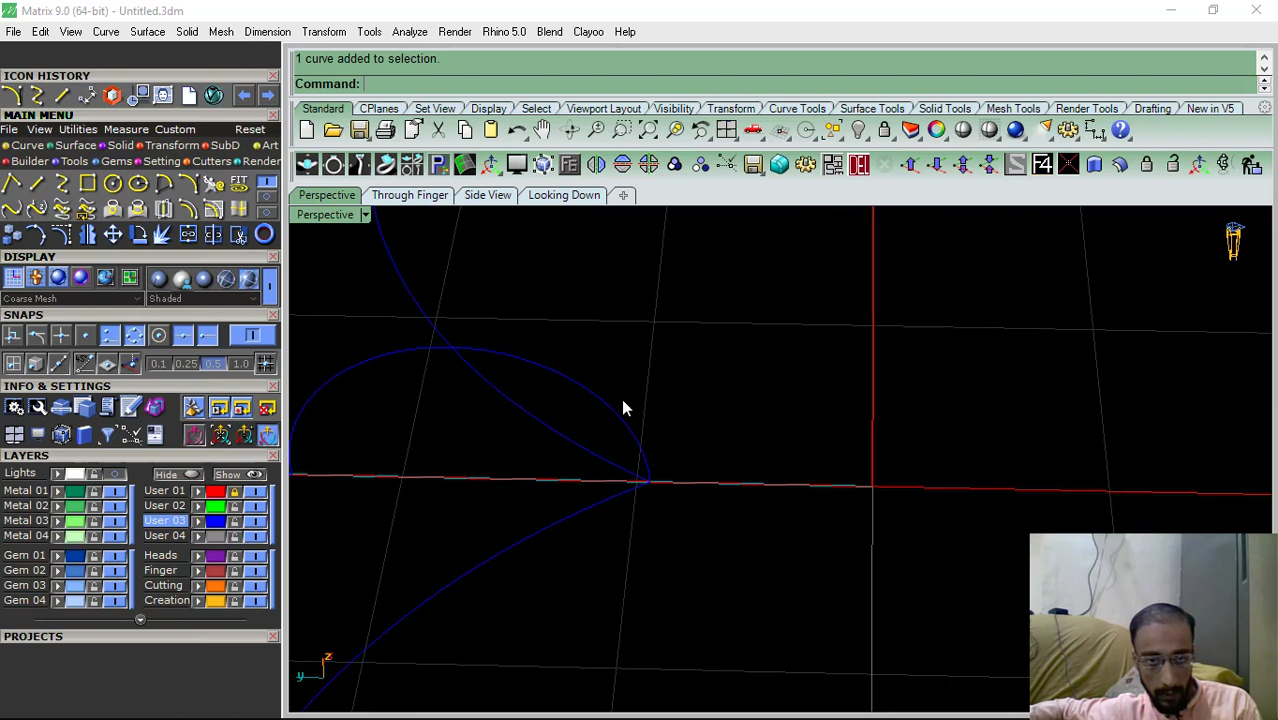 Matrix 9.0 (64-bit) - Untitled.3dm
File Edit View Curve Surface Solid Mesh Dimension Transform Tools Analyze Render Rhino 5.0 Blend Clayoo Help
1 curve added to selection.
Command:
ICON HISTORY
MAIN MENU
File View Utilities Measure Custom Reset
Curve Surface Solid Transform SubD Art
Builder Tools Gems Setting Cutters Render
Standard CPlanes Set View Display Select Viewport Layout Visibility Transform Curve Tools Surface Tools Solid Tools Mesh Tools Render Tools Drafting New in V5
FIT
F4
DEL
Perspective Through Finger Side View Looking Down
Perspective
DISPLAY
Coarse Mesh Shaded
SNAPS
0.1 0.25 0.5 1.0
INFO & SETTINGS
LAYERS
Lights Hide Show
Metal 01 User 01
Metal 02 User 02
Metal 03 User 03
Metal 04 User 04
Gem 01 Heads
Gem 02 Finger
Gem 03 Cutting
Gem 04 Creation
PROJECTS
z
y